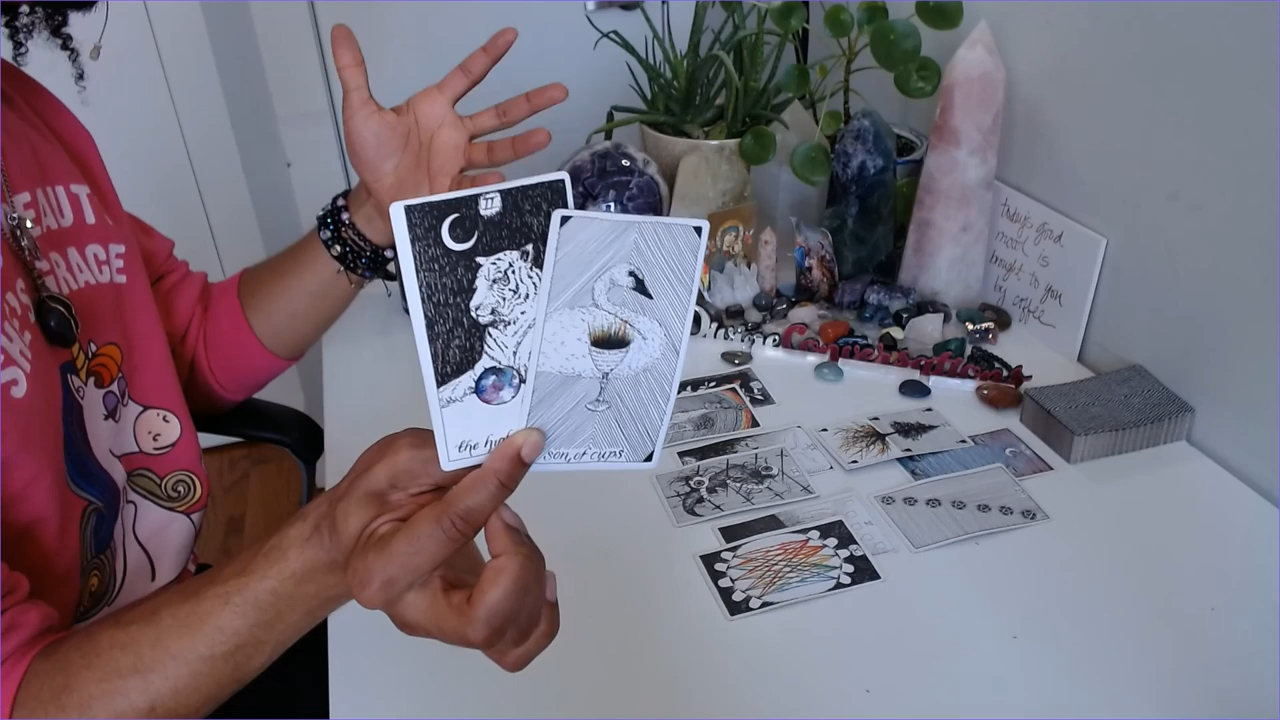 BEAUTY
GRACE
SHE'S
II
the high
son of cups
today's good
mood is
brought to you
by coffee
Divine Conversations